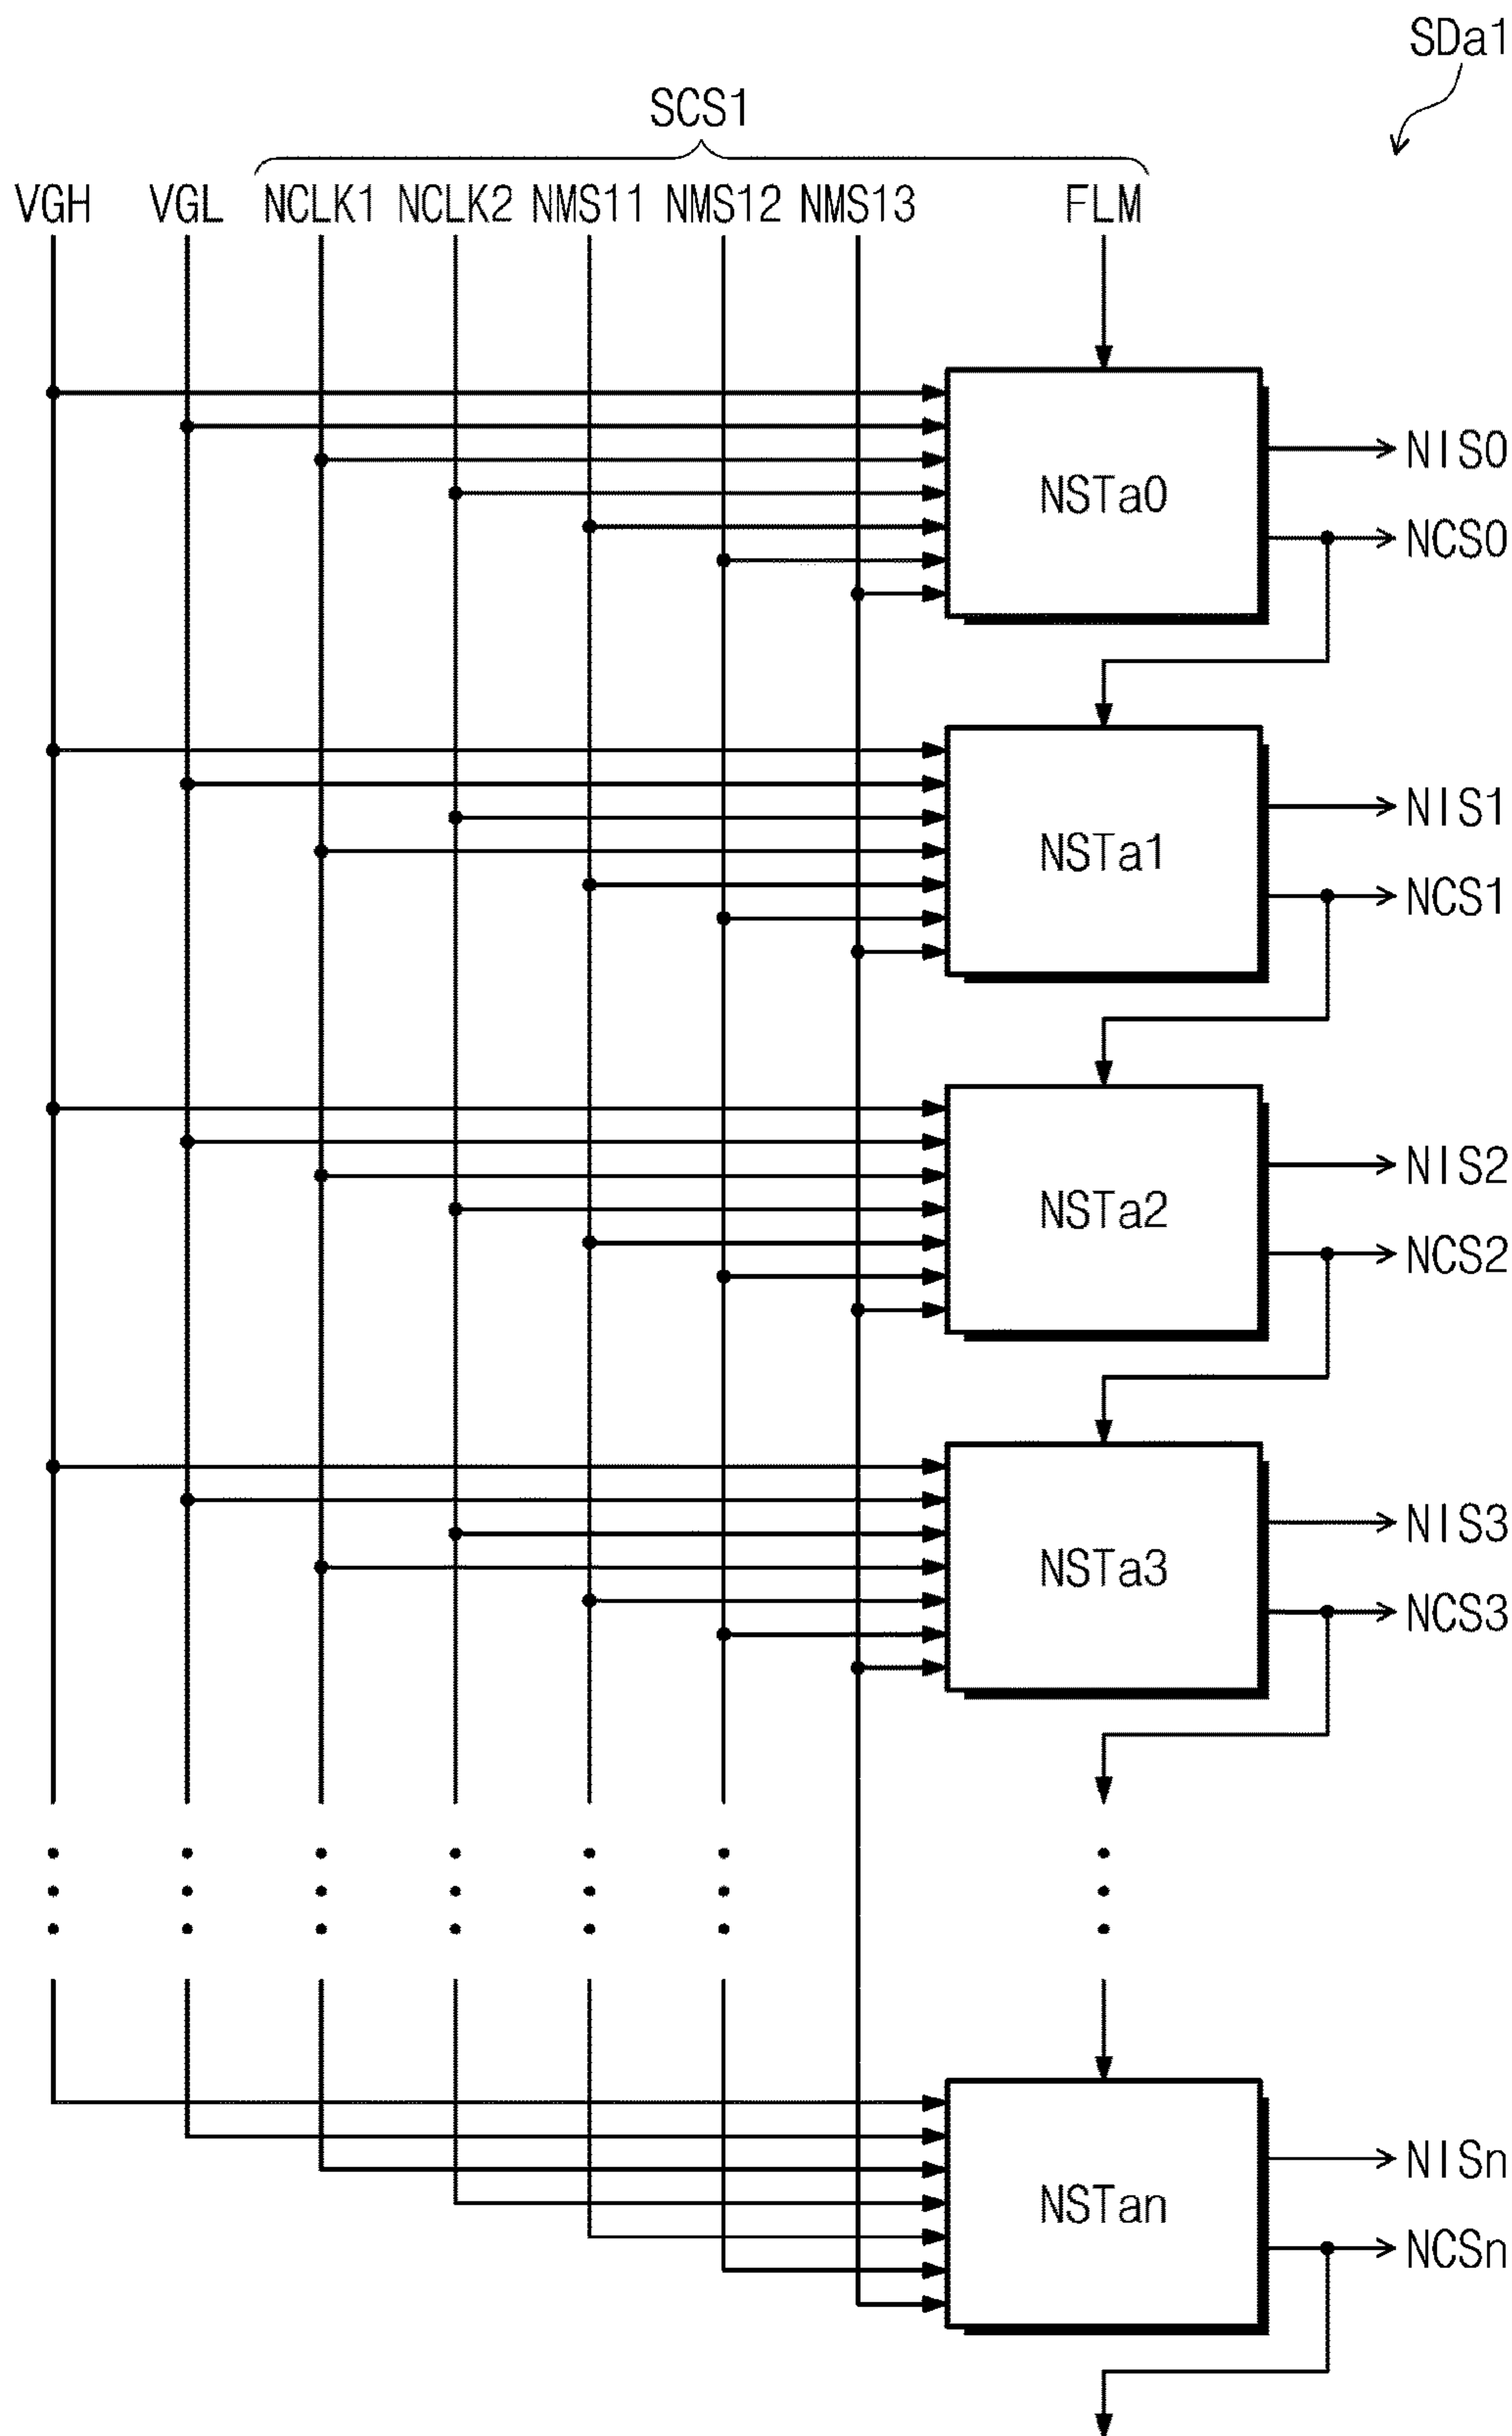 SDa1
SCS1
VGH VGL NCLK1 NCLK2 NMS11 NMS12 NMS13 FLM
NSTa0
NIS0
NCS0
NSTa1
NIS1
NCS1
NSTa2
NIS2
NCS2
NSTa3
NIS3
NCS3
NSTan
NISn
NCSn